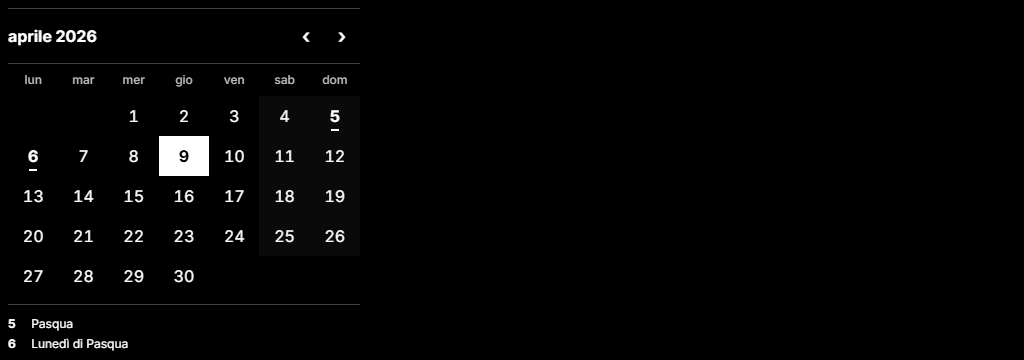 aprile 2026 ‹ ›
lun mar mer gio ven sab dom
1 2 3 4 5
6 7 8 9 10 11 12
13 14 15 16 17 18 19
20 21 22 23 24 25 26
27 28 29 30
5 Pasqua
6 Lunedì di Pasqua